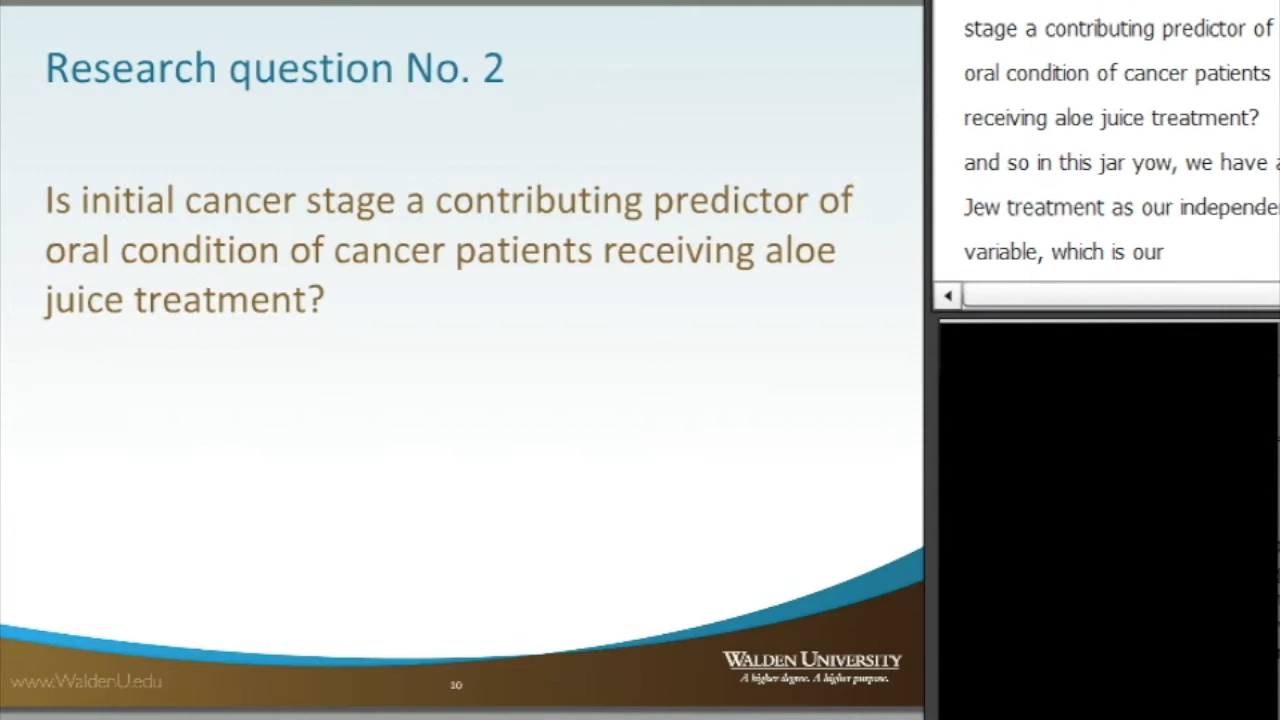 Research question No. 2
Is initial cancer stage a contributing predictor of
oral condition of cancer patients receiving aloe
juice treatment?
www.WaldenU.edu
10
WALDEN UNIVERSITY
A higher degree. A higher purpose.
stage a contributing predictor of
oral condition of cancer patients
receiving aloe juice treatment?
and so in this jar yow, we have a
Jew treatment as our independe
variable, which is our